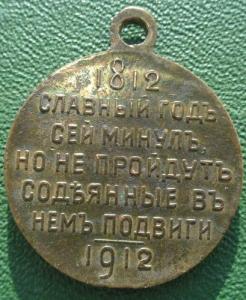 1812
СЛАВНЫЙ ГОДЪ
СЕЙ МИНУЛЪ,
НО НЕ ПРОЙДУТЪ
СОДѢЯННЫЕ ВЪ
НЕМЪ ПОДВИГИ
1912